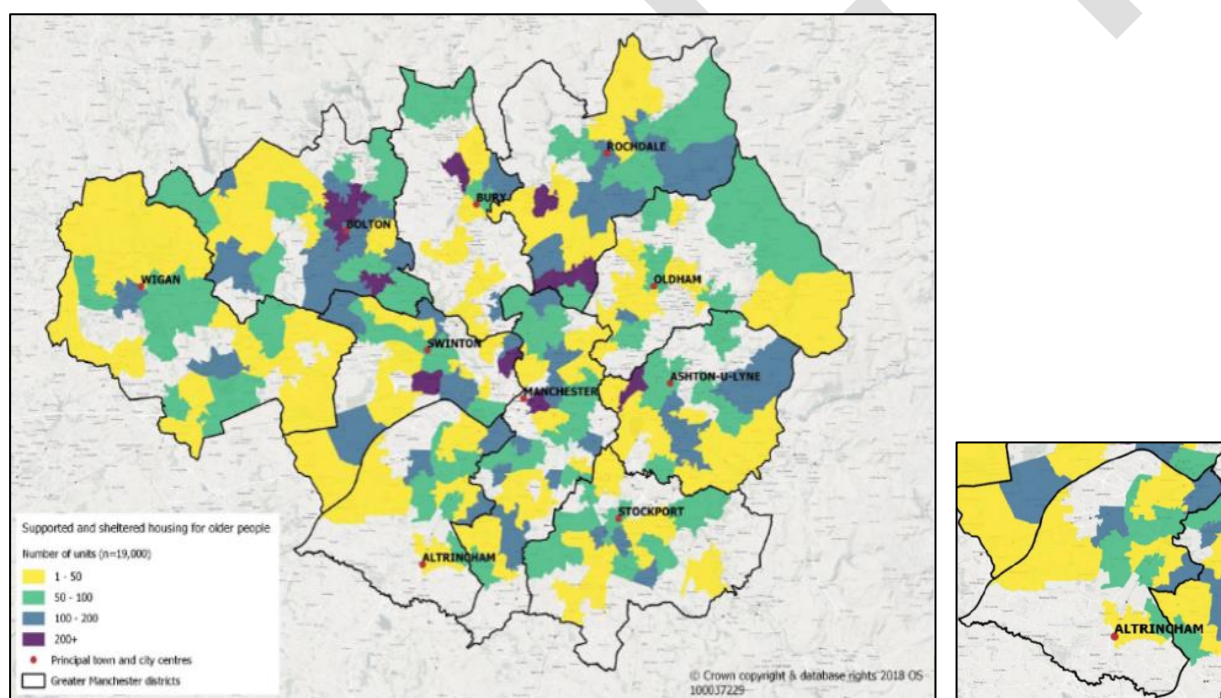 ROCHDALE
BURY
BOLTON
WIGAN
OLDHAM
SWINTON
ASHTON-U-LYNE
MANCHESTER
STOCKPORT
ALTRINCHAM
Supported and sheltered housing for older people
Number of units (n=19,000)
1 - 50
50 - 100
100 - 200
200+
Principal town and city centres
Greater Manchester districts
© Crown copyright & database rights 2018 OS
100037229
ALTRINCHAM